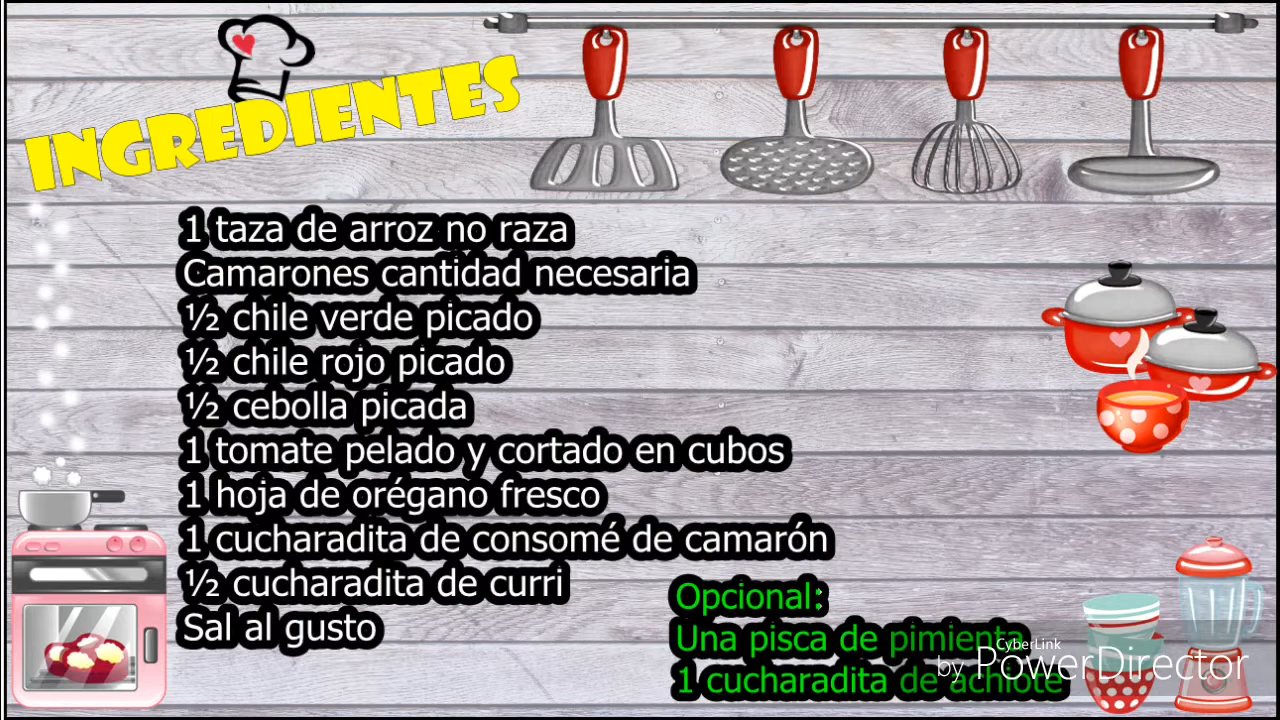 INGREDIENTES
1 taza de arroz no raza
Camarones cantidad necesaria
½ chile verde picado
½ chile rojo picado
½ cebolla picada
1 tomate pelado y cortado en cubos
1 hoja de orégano fresco
1 cucharadita de consomé de camarón
½ cucharadita de curri
Sal al gusto
Opcional:
Una pisca de pimienta
1 cucharadita de achiote
CyberLink
by PowerDirector